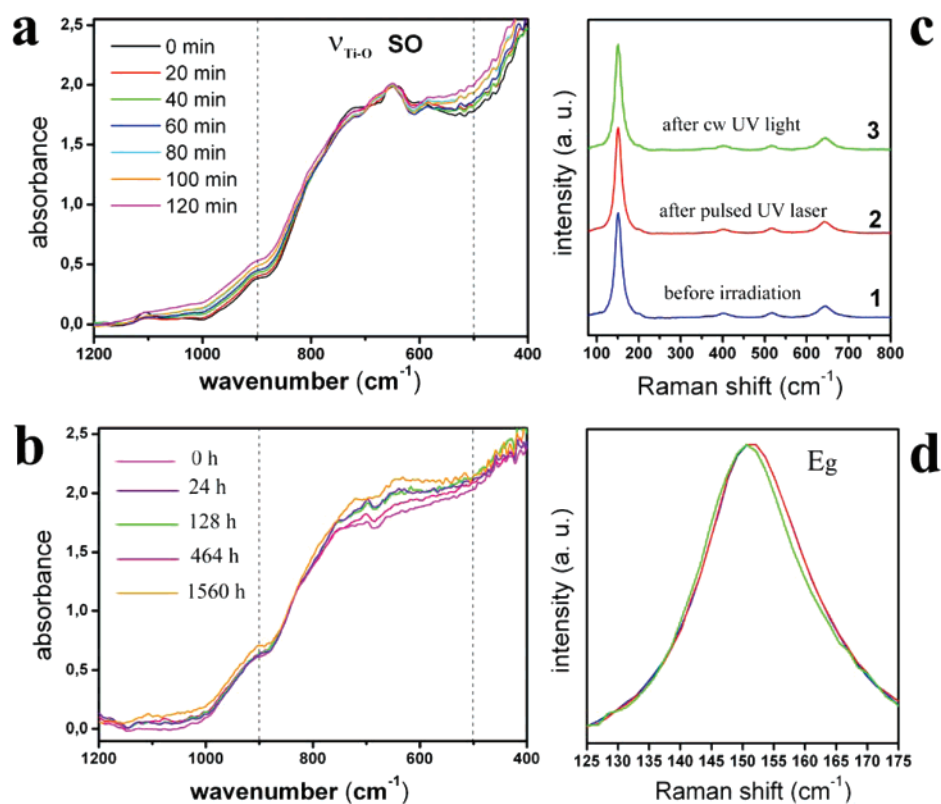 a
2,5
2,0
1,5
1,0
0,5
0,0
absorbance
0 min
20 min
40 min
60 min
80 min
100 min
120 min
νTi-O SO
1200 1000 800 600 400
wavenumber (cm⁻¹)
c
intensity (a. u.)
after cw UV light 3
after pulsed UV laser 2
before irradiation 1
100 200 300 400 500 600 700 800
Raman shift (cm⁻¹)
b
2,5
2,0
1,5
1,0
0,5
0,0
absorbance
0 h
24 h
128 h
464 h
1560 h
1200 1000 800 600 400
wavenumber (cm⁻¹)
d
Eg
intensity (a. u.)
125 130 135 140 145 150 155 160 165 170 175
Raman shift (cm⁻¹)